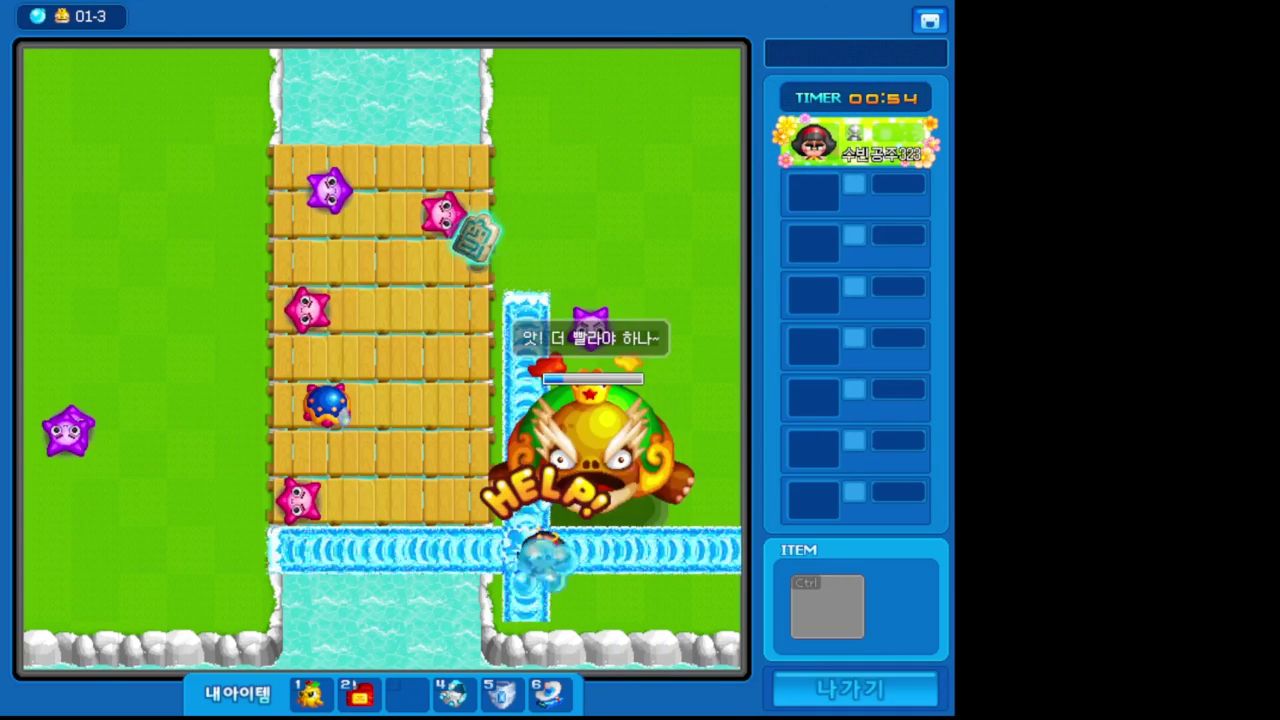 01-3
TIMER 00:54
수빈공주323
앗! 더 빨라야 하나~
HELP!
ITEM
Ctrl
내 아이템
1
2
4
5
6
나가기